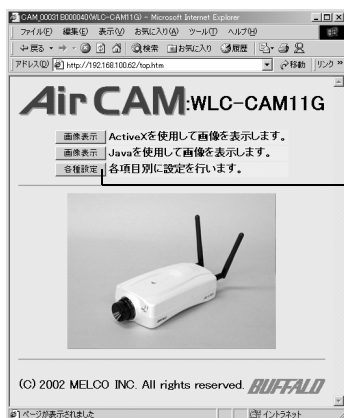 CAM_00031B000040(WLC-CAM11G) - Microsoft Internet Explorer
ファイル(F) 編集(E) 表示(V) お気に入り(A) ツール(T) ヘルプ(H)
戻る 検索 お気に入り 履歴
アドレス(D) http://192.168.100.62/top.htm 移動 リンク »
Air CAM:WLC-CAM11G
画像表示 ActiveXを使用して画像を表示します。
画像表示 Javaを使用して画像を表示します。
各種設定 各項目別に設定を行います。
(C) 2002 MELCO INC. All rights reserved. BUFFALO
ページが表示されました イントラネット